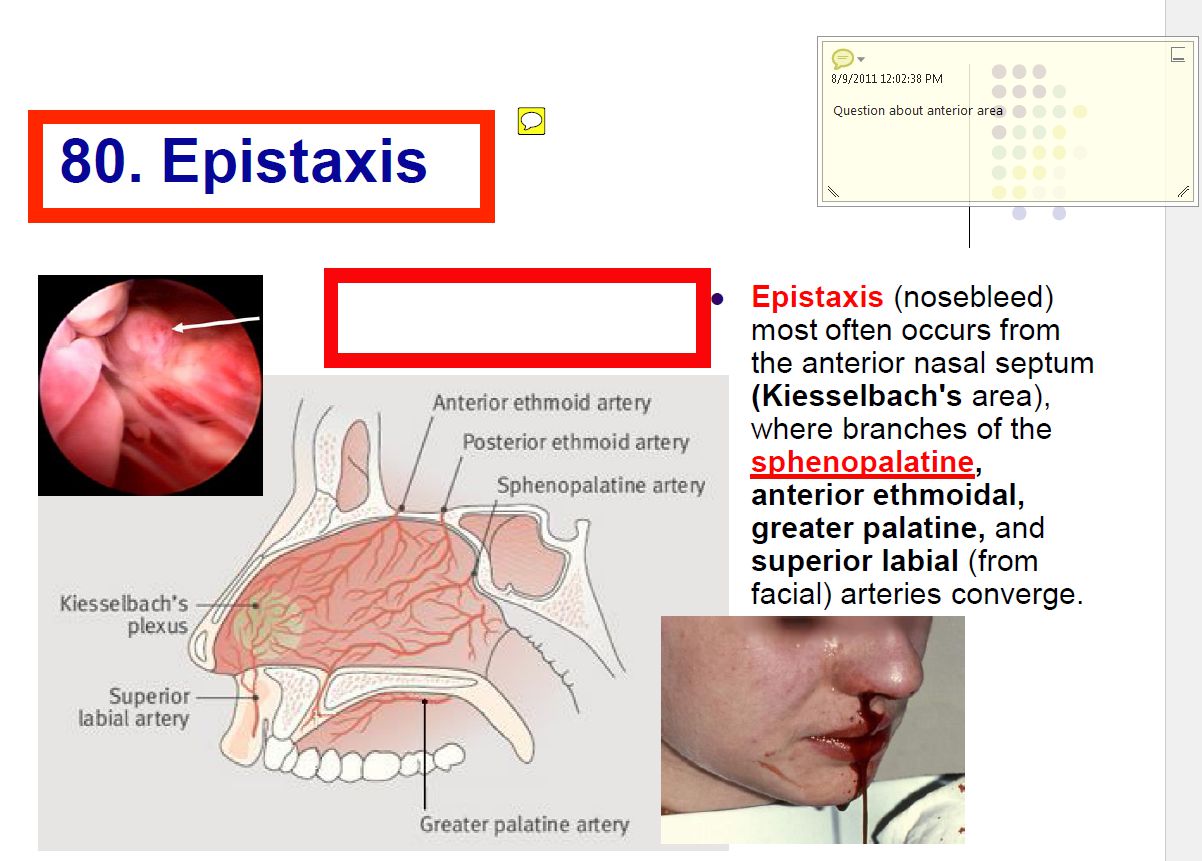 8/9/2011 12:02:38 PM
Question about anterior area
80. Epistaxis
Anterior ethmoid artery
Posterior ethmoid artery
Sphenopalatine artery
Kiesselbach's
plexus
Superior
labial artery
Greater palatine artery
• Epistaxis (nosebleed)
most often occurs from
the anterior nasal septum
(Kiesselbach's area),
where branches of the
sphenopalatine,
anterior ethmoidal,
greater palatine, and
superior labial (from
facial) arteries converge.